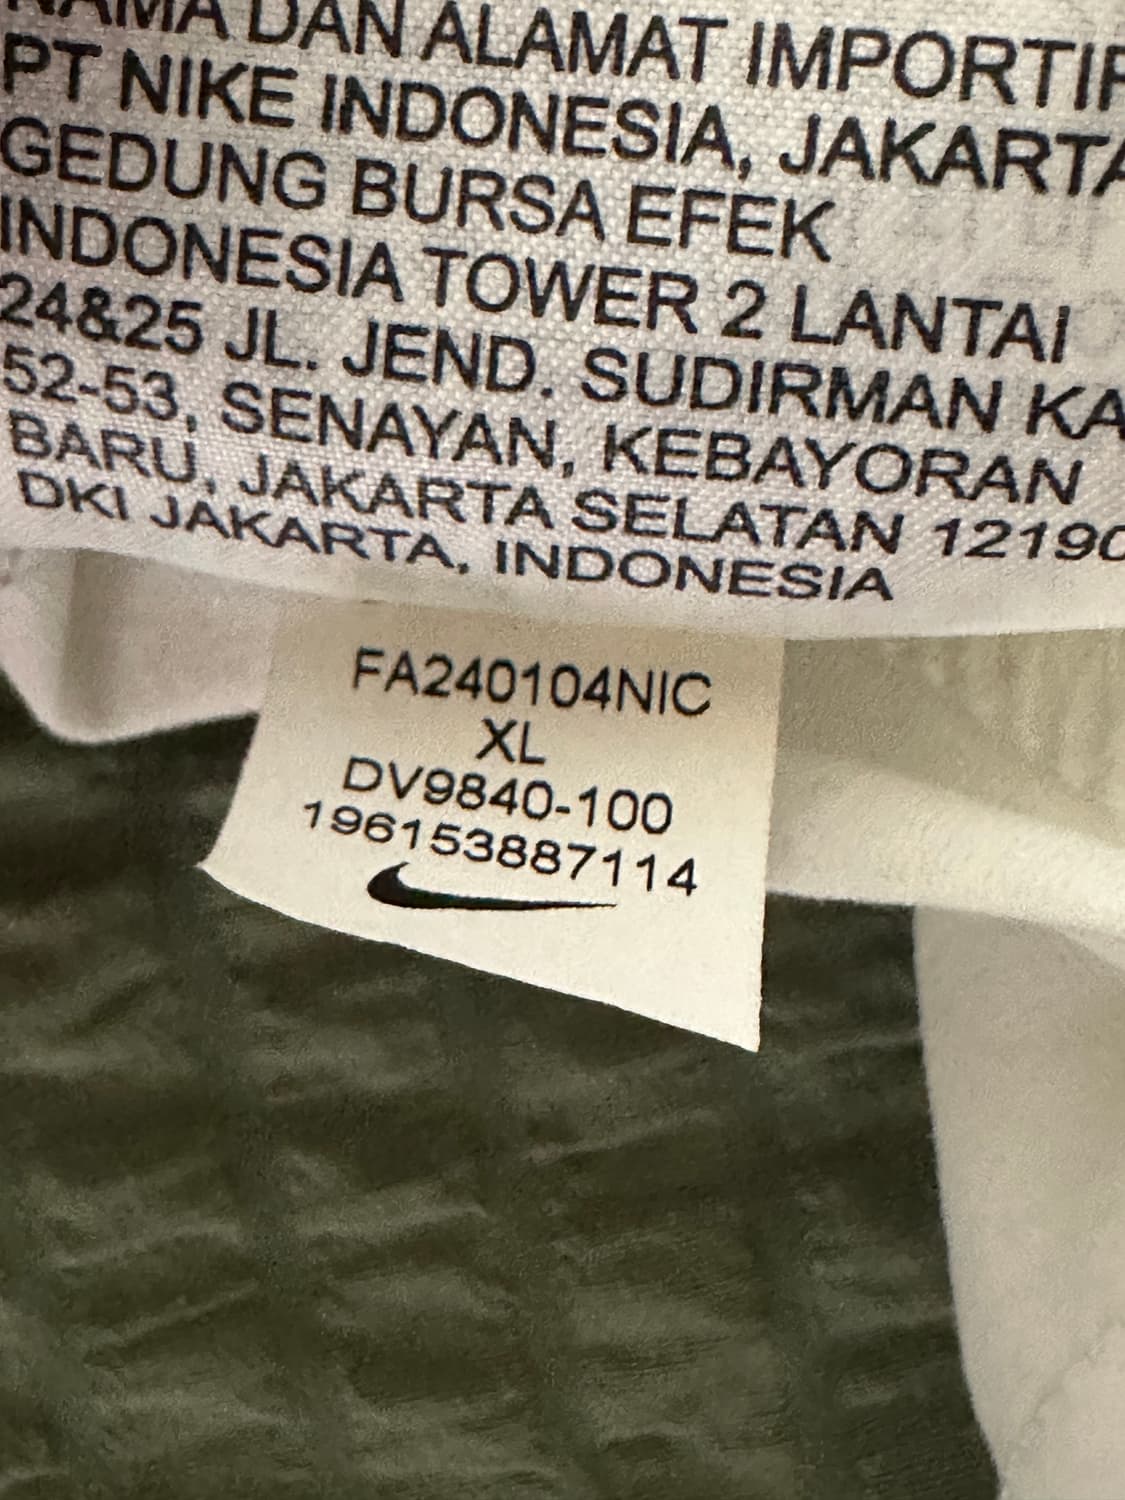 NAMA DAN ALAMAT IMPORTIR
PT NIKE INDONESIA, JAKARTA
GEDUNG BURSA EFEK
INDONESIA TOWER 2 LANTAI
24&25 JL. JEND. SUDIRMAN KA
52-53, SENAYAN, KEBAYORAN
BARU, JAKARTA SELATAN 12190
DKI JAKARTA, INDONESIA
FA240104NIC
XL
DV9840-100
196153887114